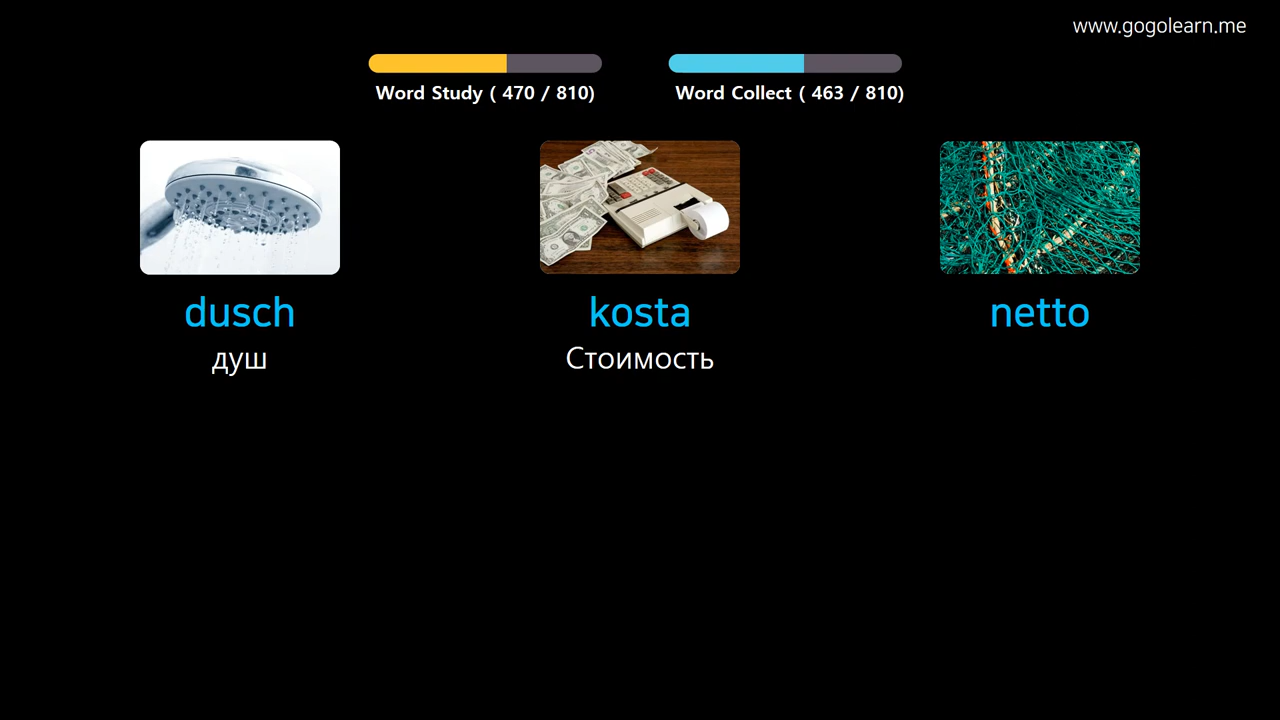 www.gogolearn.me
Word Study ( 470 / 810)
Word Collect ( 463 / 810)
dusch
kosta
netto
душ
Стоимость